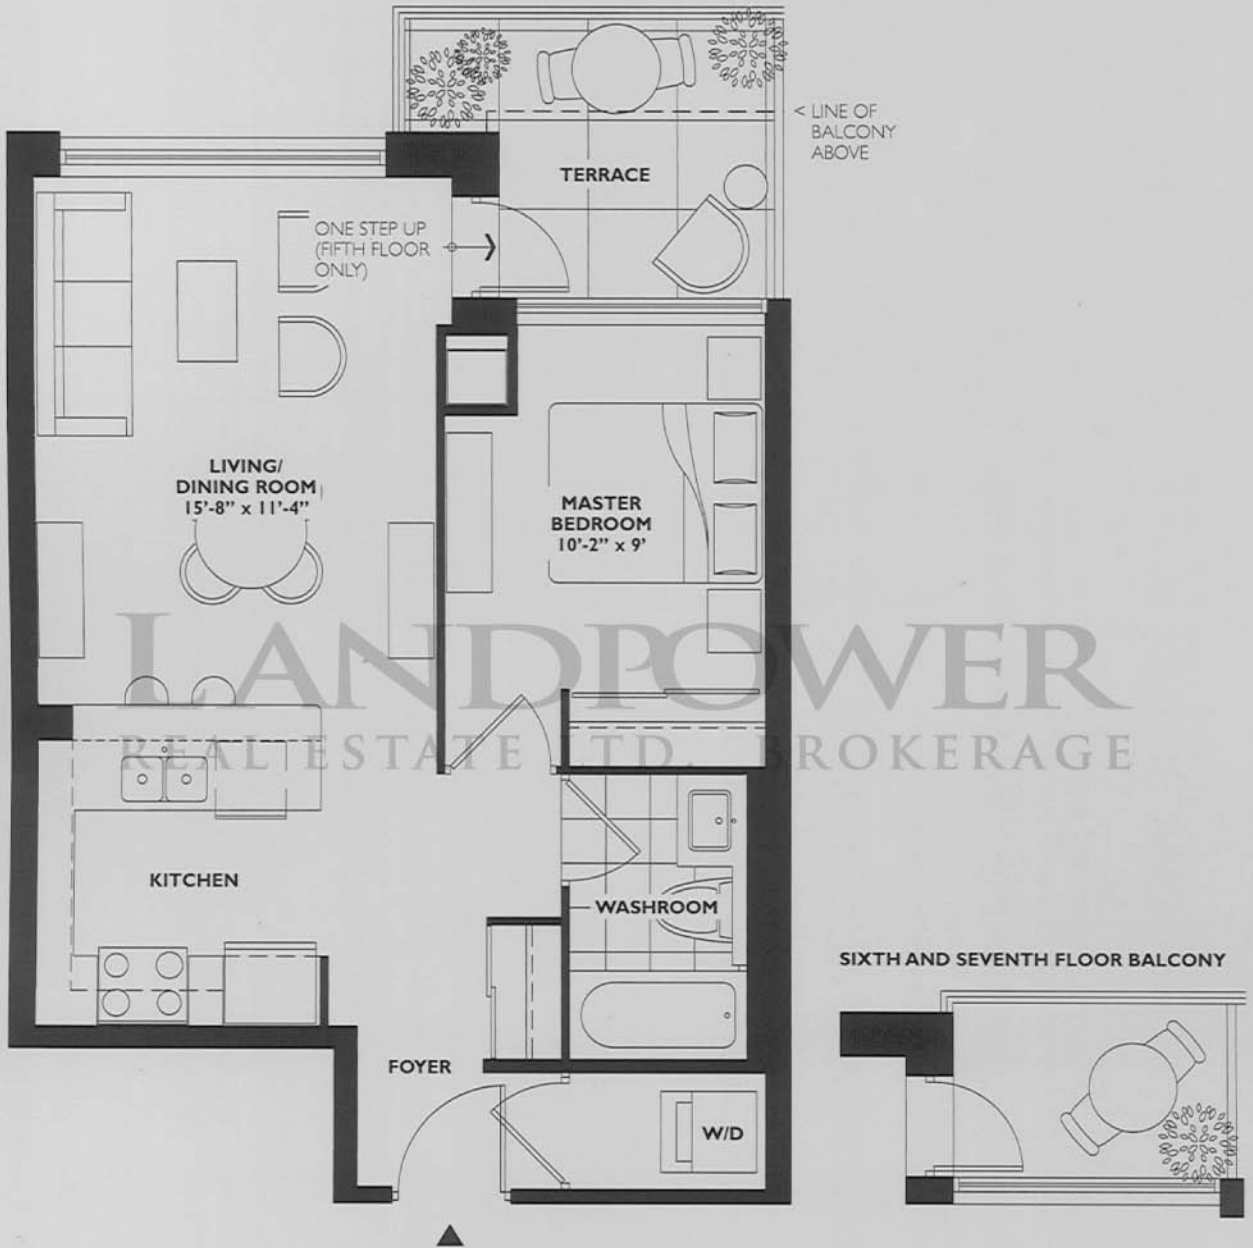 < LINE OF
BALCONY
ABOVE
TERRACE
ONE STEP UP
(FIFTH FLOOR
ONLY)
LIVING/
DINING ROOM
15'-8" x 11'-4"
MASTER
BEDROOM
10'-2" x 9'
LANDPOWER
REAL ESTATE LTD. BROKERAGE
KITCHEN
WASHROOM
SIXTH AND SEVENTH FLOOR BALCONY
FOYER
W/D